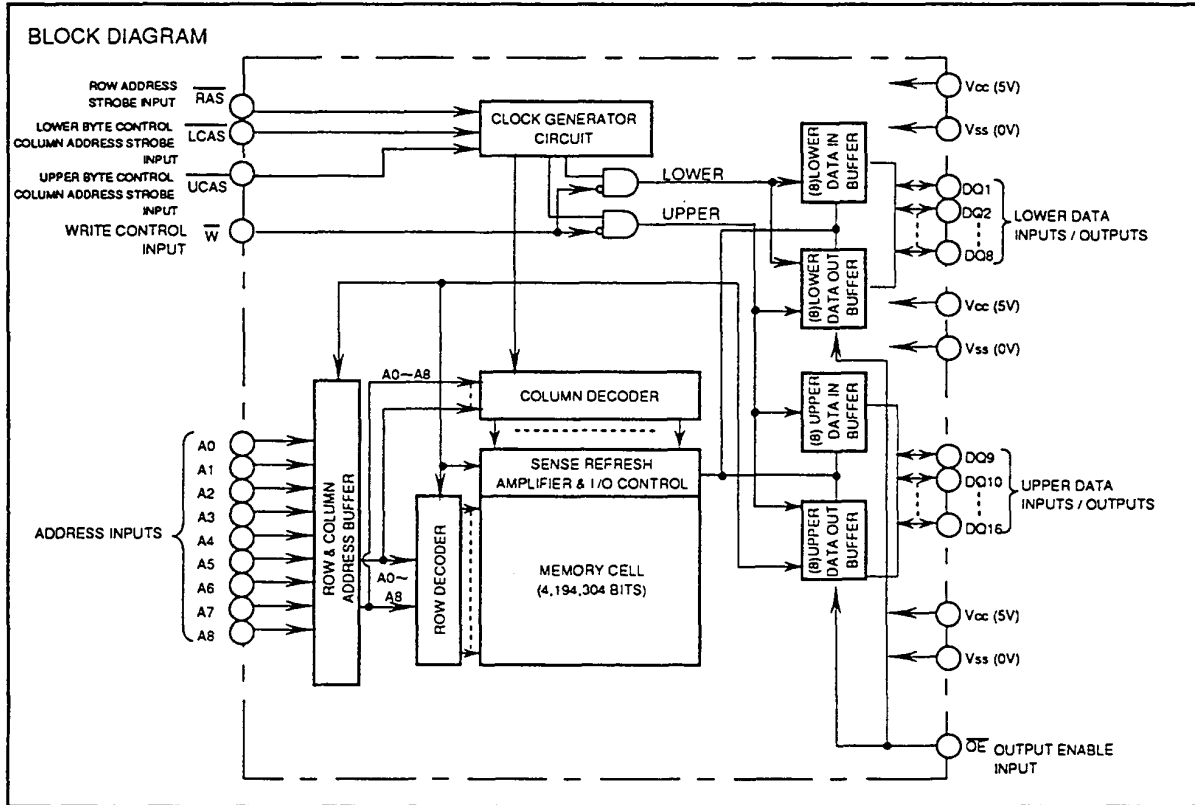 BLOCK DIAGRAM
ROW ADDRESS
STROBE INPUT
RAS
LOWER BYTE CONTROL
COLUMN ADDRESS STROBE
INPUT
LCAS
UPPER BYTE CONTROL
COLUMN ADDRESS STROBE
INPUT
UCAS
WRITE CONTROL
INPUT
W
CLOCK GENERATOR
CIRCUIT
LOWER
UPPER
(8)LOWER
DATA IN
BUFFER
(8)LOWER
DATA OUT
BUFFER
Vcc (5V)
Vss (0V)
DQ1
DQ2
DQ8
LOWER DATA
INPUTS / OUTPUTS
Vcc (5V)
Vss (0V)
A0~A8
COLUMN DECODER
SENSE REFRESH
AMPLIFIER & I/O CONTROL
MEMORY CELL
(4,194,304 BITS)
ROW & COLUMN
ADDRESS BUFFER
A0~
A8
ROW DECODER
ADDRESS INPUTS
A0
A1
A2
A3
A4
A5
A6
A7
A8
(8) UPPER
DATA IN
BUFFER
(8)UPPER
DATA OUT
BUFFER
DQ9
DQ10
DQ16
UPPER DATA
INPUTS / OUTPUTS
Vcc (5V)
Vss (0V)
OE OUTPUT ENABLE
INPUT